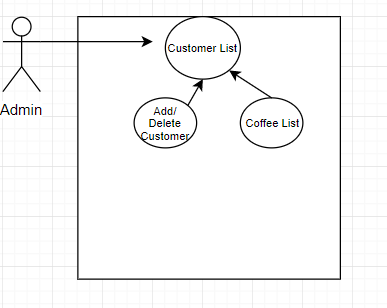 Customer List
Admin
Add/
Delete
Customer
Coffee List